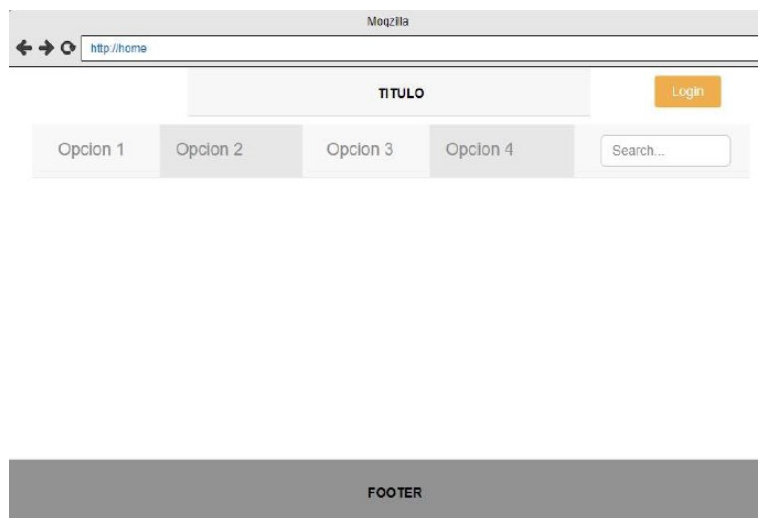 Moqzilla
http://home
TITULO
Login
Opcion 1 Opcion 2 Opcion 3 Opcion 4 Search...
FOOTER